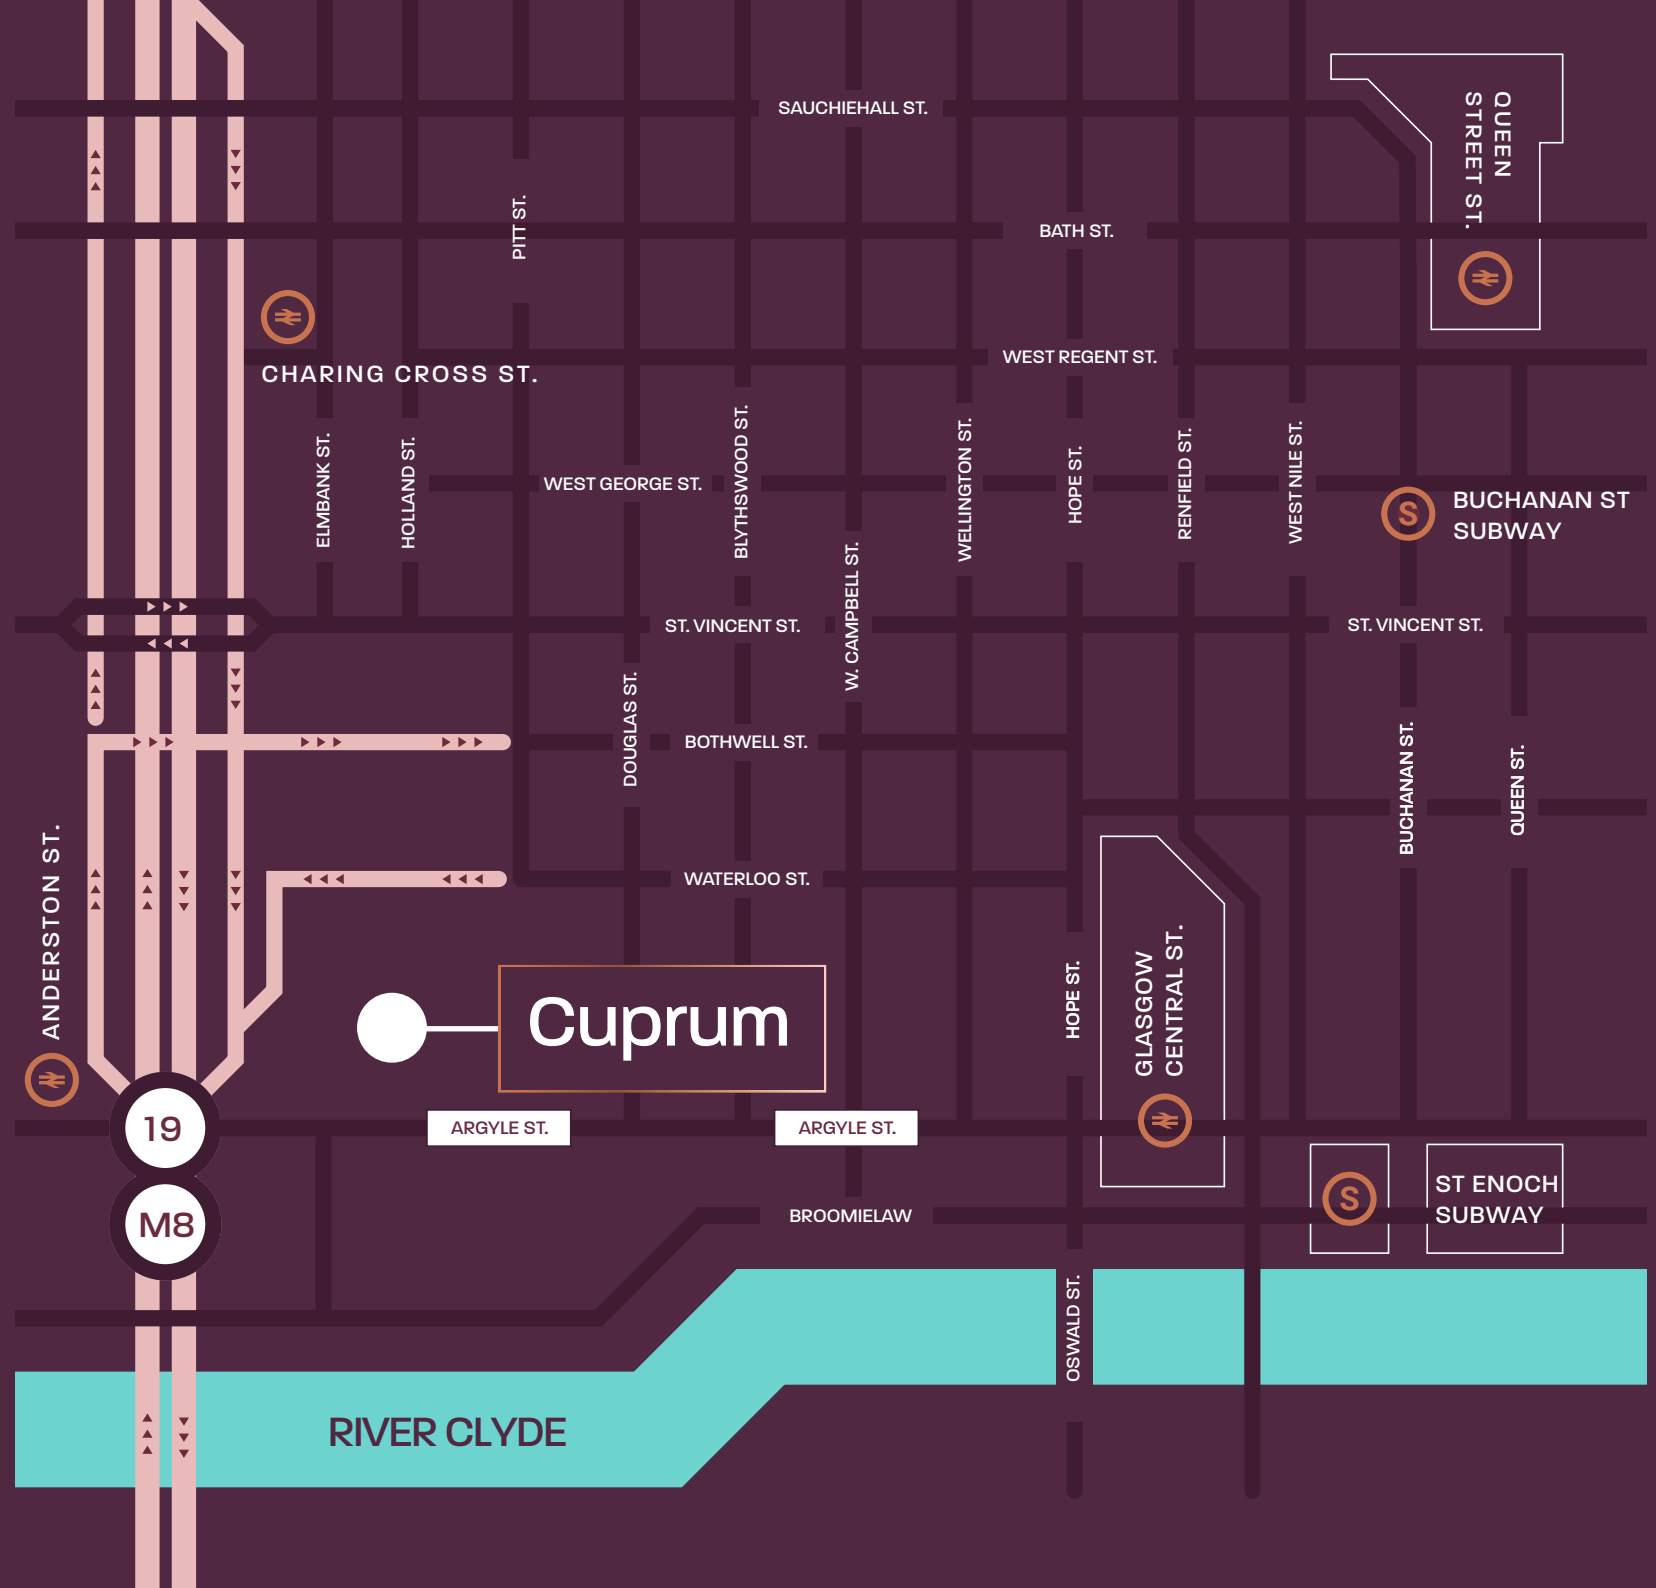 SAUCHIEHALL ST.
QUEEN
STREET ST.
PITT ST.
BATH ST.
CHARING CROSS ST.
WEST REGENT ST.
ELMBANK ST.
HOLLAND ST.
WEST GEORGE ST.
BLYTHSWOOD ST.
WELLINGTON ST.
HOPE ST.
RENFIELD ST.
WEST NILE ST.
S
BUCHANAN ST
SUBWAY
ST. VINCENT ST.
W. CAMPBELL ST.
ST. VINCENT ST.
DOUGLAS ST.
BOTHWELL ST.
BUCHANAN ST.
QUEEN ST.
ANDERSTON ST.
WATERLOO ST.
Cuprum
HOPE ST.
GLASGOW
CENTRAL ST.
19
ARGYLE ST.
ARGYLE ST.
M8
BROOMIELAW
S
ST ENOCH
SUBWAY
OSWALD ST.
RIVER CLYDE